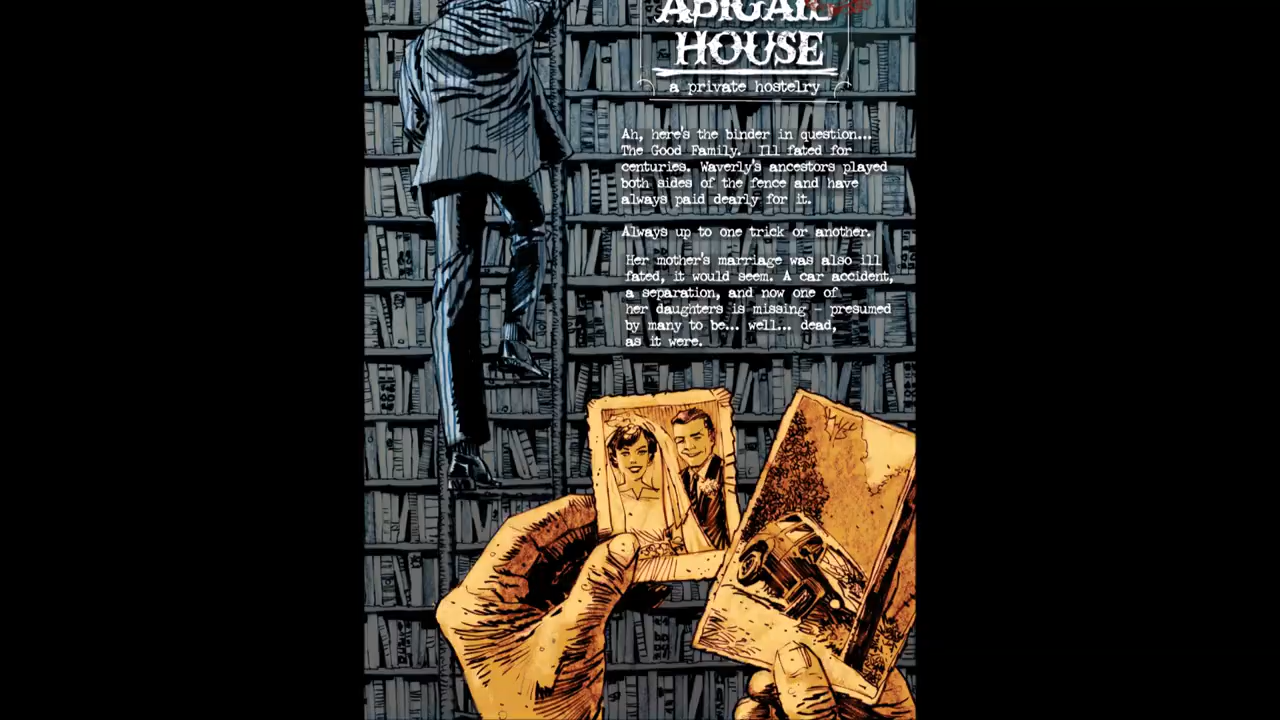 ABIGAIL
HOUSE
a private hostelry
Ah, here's the binder in question...
The Good Family. Ill fated for
centuries. Waverly's ancestors played
both sides of the fence and have
always paid dearly for it.
Always up to one trick or another.
Her mother's marriage was also ill
fated, it would seem. A car accident,
a separation, and now one of
her daughters is missing - presumed
by many to be... well... dead,
as it were.